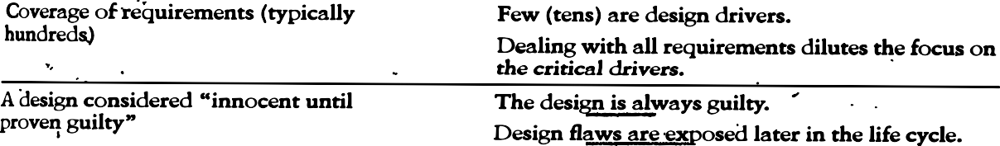 Coverage of requirements (typically
hundreds)
Few (tens) are design drivers.
Dealing with all requirements dilutes the focus on
the critical drivers.
A design considered “innocent until
proven guilty”
The design is always guilty.
Design flaws are exposed later in the life cycle.